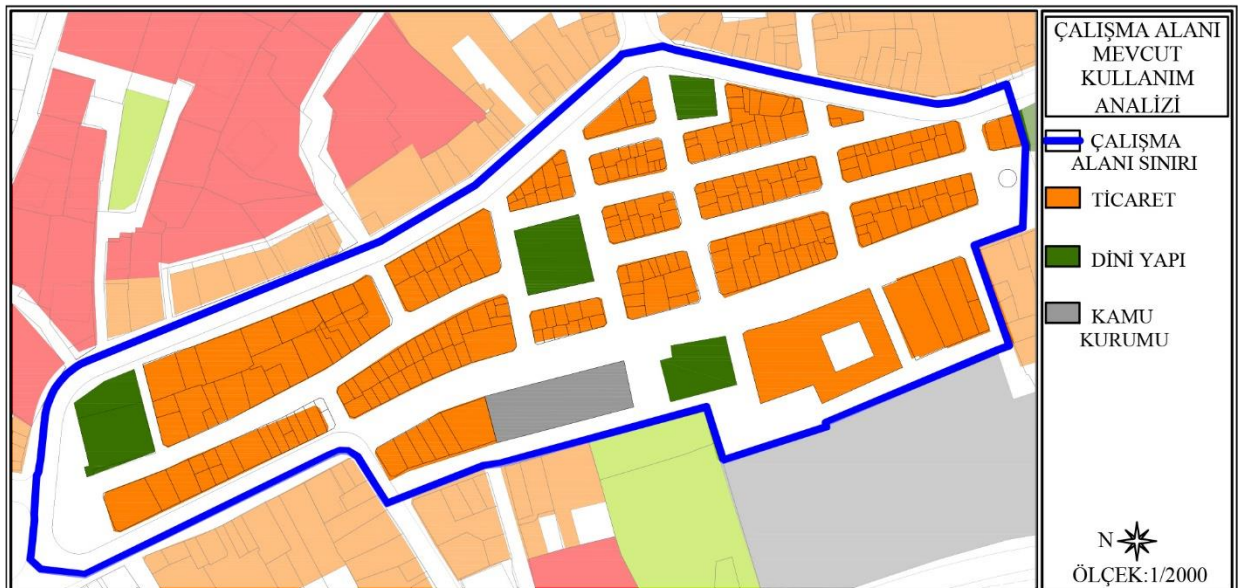 ÇALIŞMA ALANI
MEVCUT
KULLANIM
ANALİZİ
ÇALIŞMA
ALANI SINIRI
TİCARET
DİNİ YAPI
KAMU
KURUMU
N
ÖLÇEK:1/2000